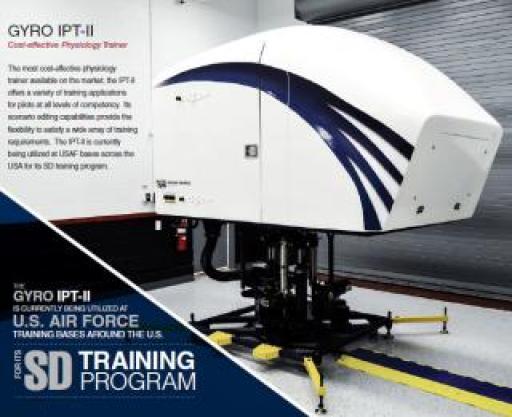 GYRO IPT-II
Cost-effective Physiology Trainer
The most cost-effective physiology
trainer available on the market, the IPT-II
offers a variety of training applications
for pilots at all levels of competency. Its
scenario editing capabilities provide the
flexibility to satisfy a wide array of training
requirements. The IPT-II is currently
being utilized at USAF bases across the
USA for its SD training program.
THE
GYRO IPT-II
IS CURRENTLY BEING UTILIZED AT
U.S. AIR FORCE
TRAINING BASES AROUND THE U.S.
FOR ITS
SD TRAINING
PROGRAM